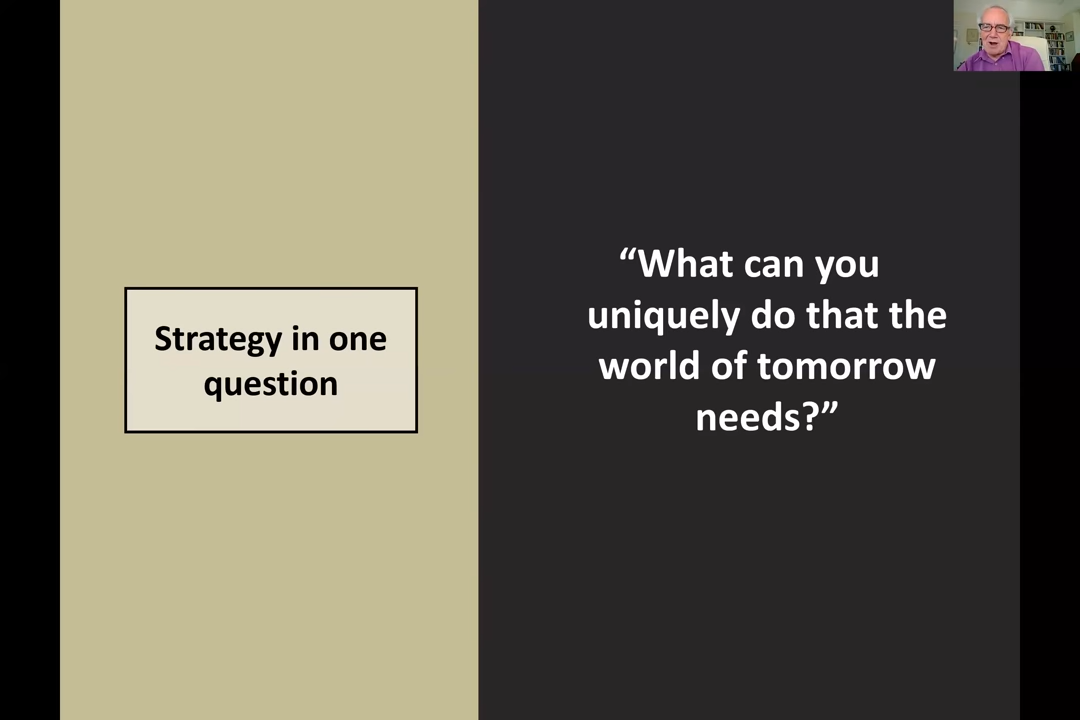 Strategy in one
question
“What can you
uniquely do that the
world of tomorrow
needs?”